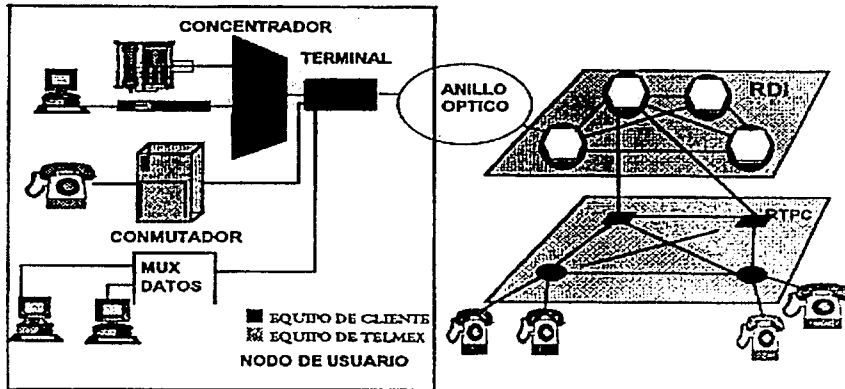 CONCENTRADOR
TERMINAL
ANILLO
OPTICO
RDI
CONMUTADOR
RTPC
MUX
DATOS
EQUIPO DE CLIENTE
EQUIPO DE TELMEX
NODO DE USUARIO